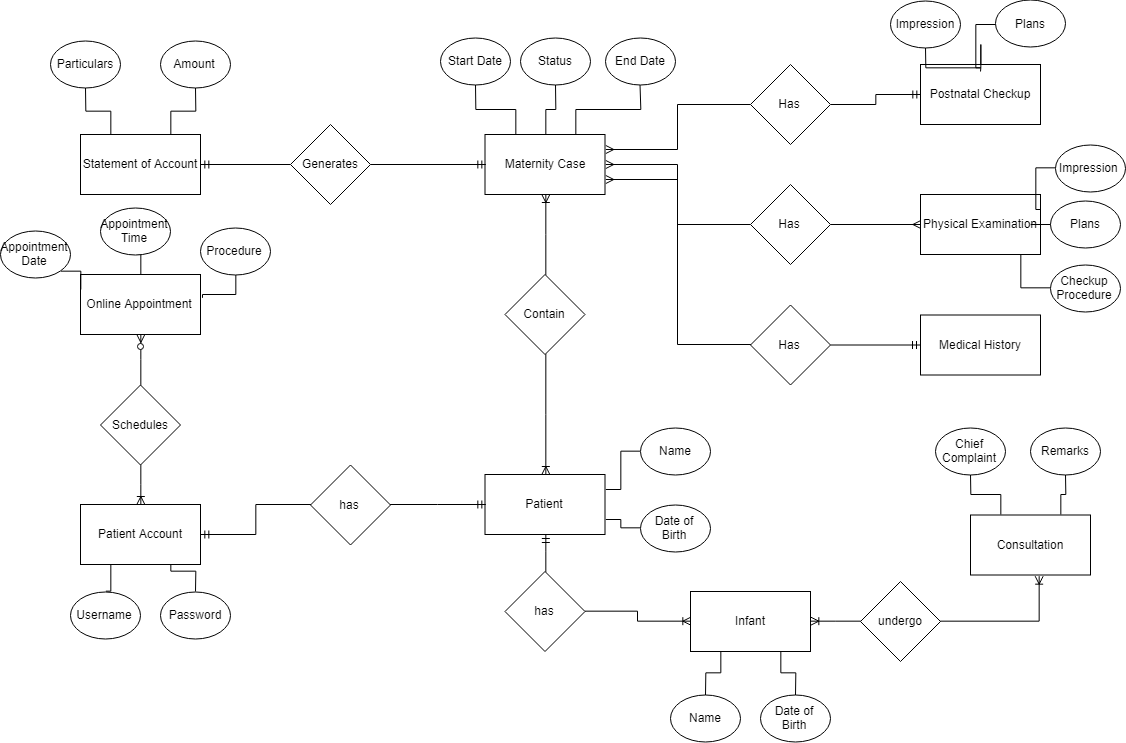 Impression
Plans
Particulars
Amount
Start Date
Status
End Date
Has
Postnatal Checkup
Statement of Account
Generates
Maternity Case
Impression
Appointment
Time
Has
Physical Examination
Plans
Appointment
Date
Procedure
Checkup
Procedure
Online Appointment
Contain
Has
Medical History
Schedules
Name
Chief
Complaint
Remarks
has
Patient
Patient Account
Date of
Birth
Consultation
Username
Password
has
Infant
undergo
Name
Date of
Birth